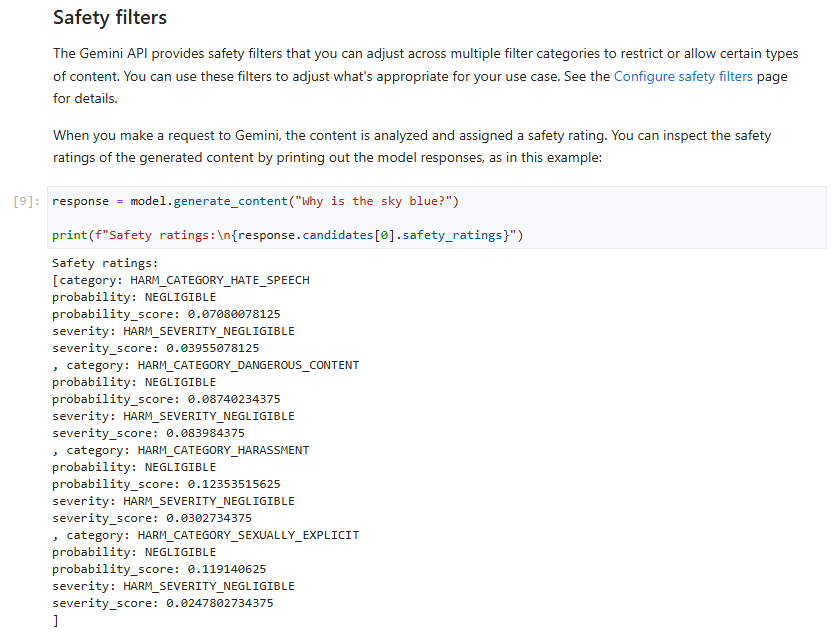 Safety filters
The Gemini API provides safety filters that you can adjust across multiple filter categories to restrict or allow certain types
of content. You can use these filters to adjust what's appropriate for your use case. See the Configure safety filters page
for details.
When you make a request to Gemini, the content is analyzed and assigned a safety rating. You can inspect the safety
ratings of the generated content by printing out the model responses, as in this example:
[9]: response = model.generate_content("Why is the sky blue?")
print(f"Safety ratings:\n{response.candidates[0].safety_ratings}")
Safety ratings:
[category: HARM_CATEGORY_HATE_SPEECH
probability: NEGLIGIBLE
probability_score: 0.07080078125
severity: HARM_SEVERITY_NEGLIGIBLE
severity_score: 0.03955078125
, category: HARM_CATEGORY_DANGEROUS_CONTENT
probability: NEGLIGIBLE
probability_score: 0.08740234375
severity: HARM_SEVERITY_NEGLIGIBLE
severity_score: 0.083984375
, category: HARM_CATEGORY_HARASSMENT
probability: NEGLIGIBLE
probability_score: 0.12353515625
severity: HARM_SEVERITY_NEGLIGIBLE
severity_score: 0.0302734375
, category: HARM_CATEGORY_SEXUALLY_EXPLICIT
probability: NEGLIGIBLE
probability_score: 0.119140625
severity: HARM_SEVERITY_NEGLIGIBLE
severity_score: 0.0247802734375
]